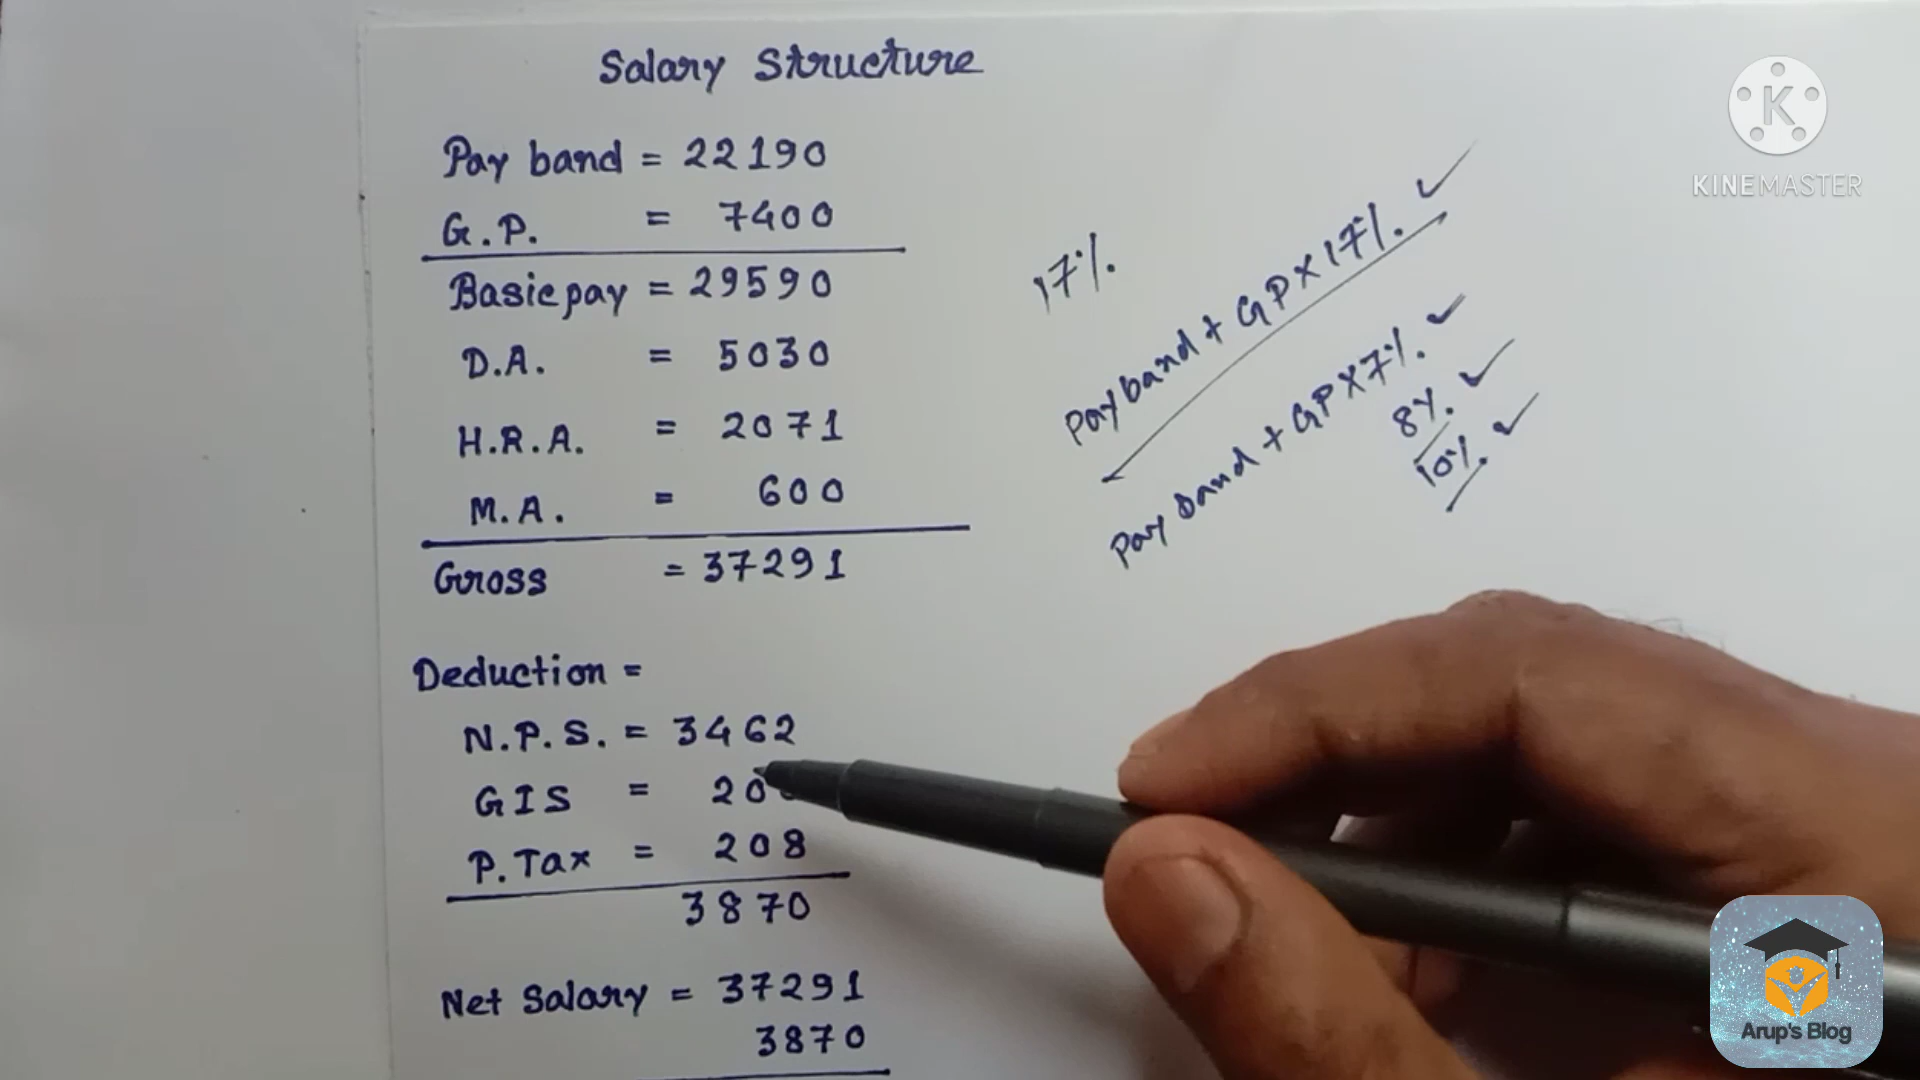 Salary Structure
Pay band = 22190
G.P. = 7400
Basic pay = 29590
D.A. = 5030
H.R.A. = 2071
M.A. = 600
Gross = 37291
Deduction =
N.P.S. = 3462
GIS = 20
P. Tax = 208
3870
Net Salary = 37291
3870
17%.
Pay band + GP X 17%. ✓
Pay band + GP X 7%. ✓
8%. ✓
10%. ✓
K
KINEMASTER
Arup's Blog